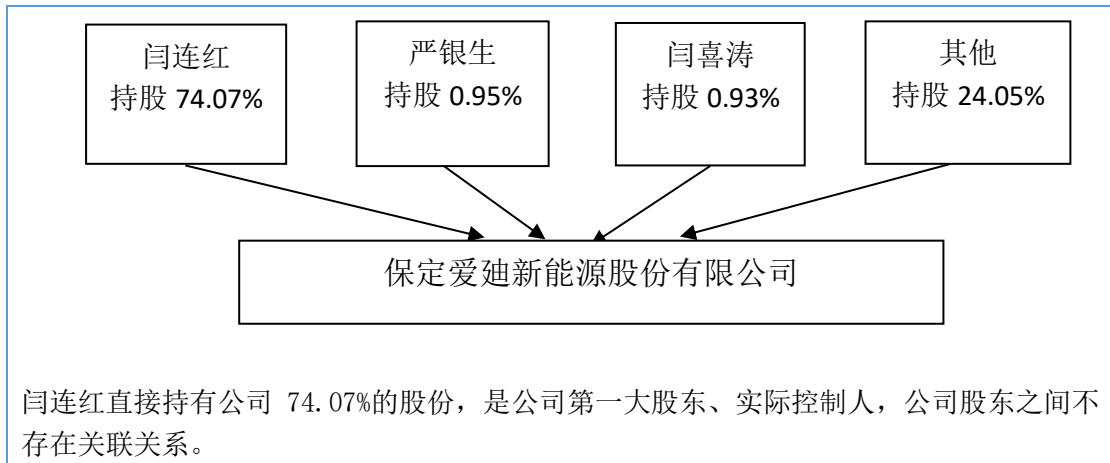 闫连红
持股 74.07%
严银生
持股 0.95%
闫喜涛
持股 0.93%
其他
持股 24.05%
保定爱迪新能源股份有限公司
闫连红直接持有公司 74.07%的股份，是公司第一大股东、实际控制人，公司股东之间不
存在关联关系。